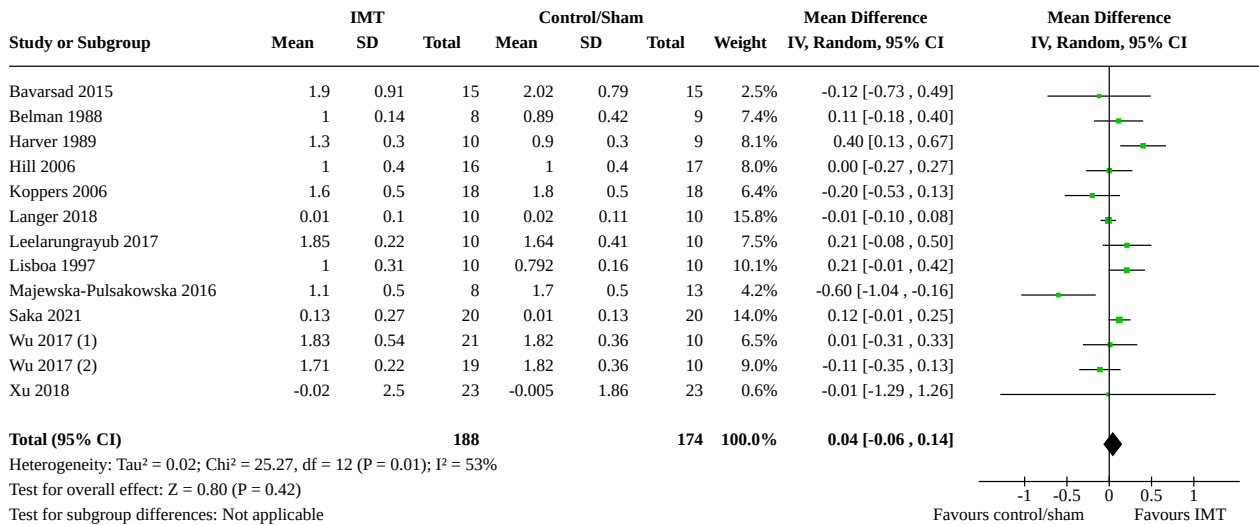 IMT Control/Sham Mean Difference Mean Difference
Study or Subgroup Mean SD Total Mean SD Total Weight IV, Random, 95% CI IV, Random, 95% CI
Bavarsad 2015 1.9 0.91 15 2.02 0.79 15 2.5% -0.12 [-0.73 , 0.49]
Belman 1988 1 0.14 8 0.89 0.42 9 7.4% 0.11 [-0.18 , 0.40]
Harver 1989 1.3 0.3 10 0.9 0.3 9 8.1% 0.40 [0.13 , 0.67]
Hill 2006 1 0.4 16 1 0.4 17 8.0% 0.00 [-0.27 , 0.27]
Koppers 2006 1.6 0.5 18 1.8 0.5 18 6.4% -0.20 [-0.53 , 0.13]
Langer 2018 0.01 0.1 10 0.02 0.11 10 15.8% -0.01 [-0.10 , 0.08]
Leelarungrayub 2017 1.85 0.22 10 1.64 0.41 10 7.5% 0.21 [-0.08 , 0.50]
Lisboa 1997 1 0.31 10 0.792 0.16 10 10.1% 0.21 [-0.01 , 0.42]
Majewska-Pulsakowska 2016 1.1 0.5 8 1.7 0.5 13 4.2% -0.60 [-1.04 , -0.16]
Saka 2021 0.13 0.27 20 0.01 0.13 20 14.0% 0.12 [-0.01 , 0.25]
Wu 2017 (1) 1.83 0.54 21 1.82 0.36 10 6.5% 0.01 [-0.31 , 0.33]
Wu 2017 (2) 1.71 0.22 19 1.82 0.36 10 9.0% -0.11 [-0.35 , 0.13]
Xu 2018 -0.02 2.5 23 -0.005 1.86 23 0.6% -0.01 [-1.29 , 1.26]
Total (95% CI) 188 174 100.0% 0.04 [-0.06 , 0.14]
Heterogeneity: Tau² = 0.02; Chi² = 25.27, df = 12 (P = 0.01); I² = 53%
Test for overall effect: Z = 0.80 (P = 0.42)
Test for subgroup differences: Not applicable
-1 -0.5 0 0.5 1
Favours control/sham Favours IMT